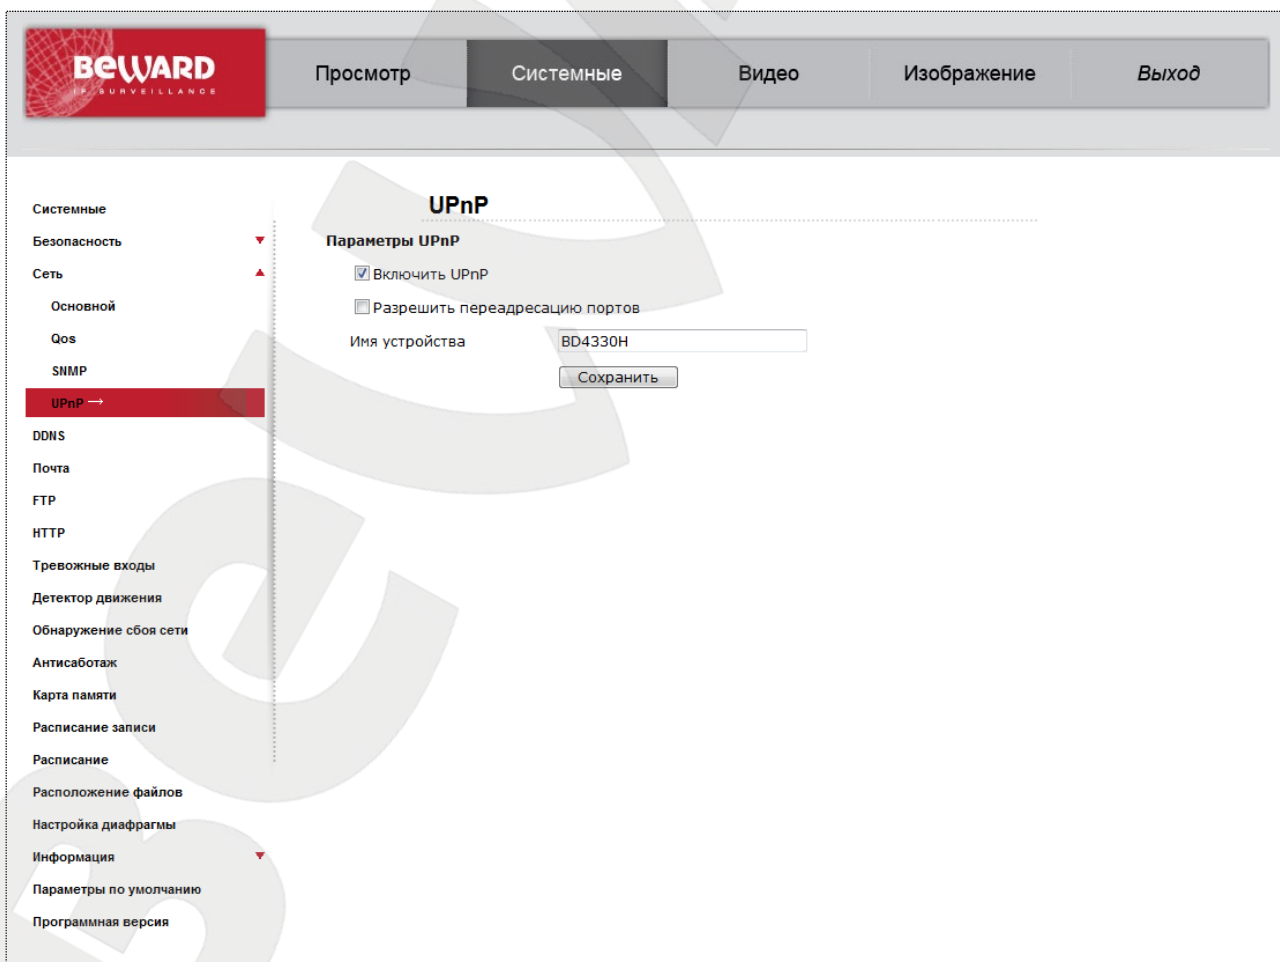 BEWARD
IP SURVEILLANCE
Просмотр
Системные
Видео
Изображение
Выход
Системные
Безопасность
Сеть
Основной
Qos
SNMP
UPnP →
DDNS
Почта
FTP
HTTP
Тревожные входы
Детектор движения
Обнаружение сбоя сети
Антисаботаж
Карта памяти
Расписание записи
Расписание
Расположение файлов
Настройка диафрагмы
Информация
Параметры по умолчанию
Программная версия
UPnP
Параметры UPnP
Включить UPnP
Разрешить переадресацию портов
Имя устройства
BD4330H
Сохранить